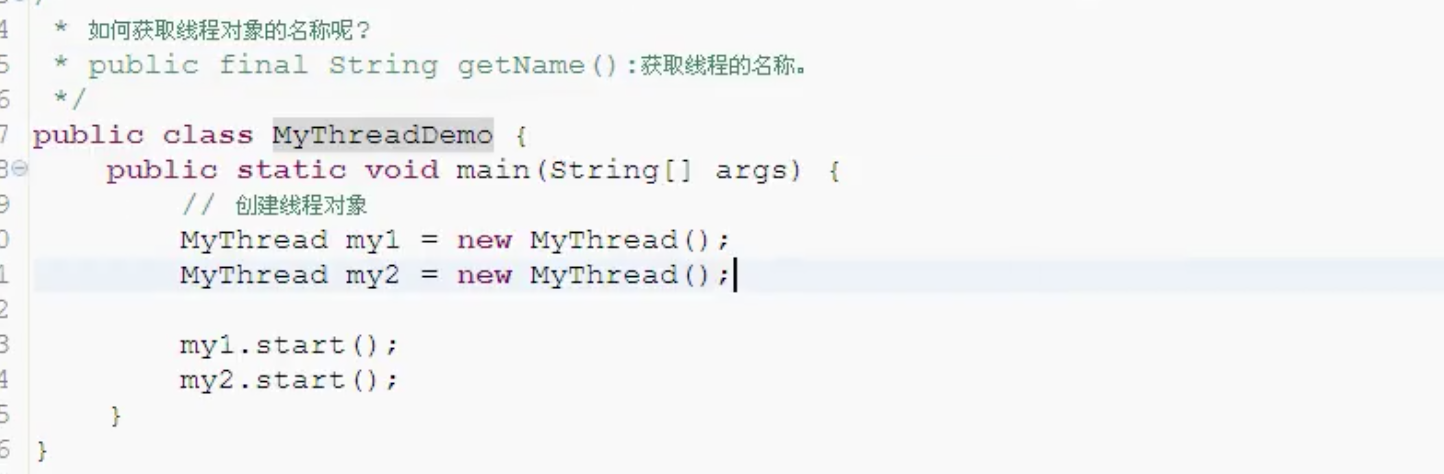 4 * 如何获取线程对象的名称呢？
5 * public final String getName():获取线程的名称。
6 */
7 public class MyThreadDemo {
8 public static void main(String[] args) {
9 // 创建线程对象
0 MyThread my1 = new MyThread();
1 MyThread my2 = new MyThread();
2
3 my1.start();
4 my2.start();
5 }
6 }